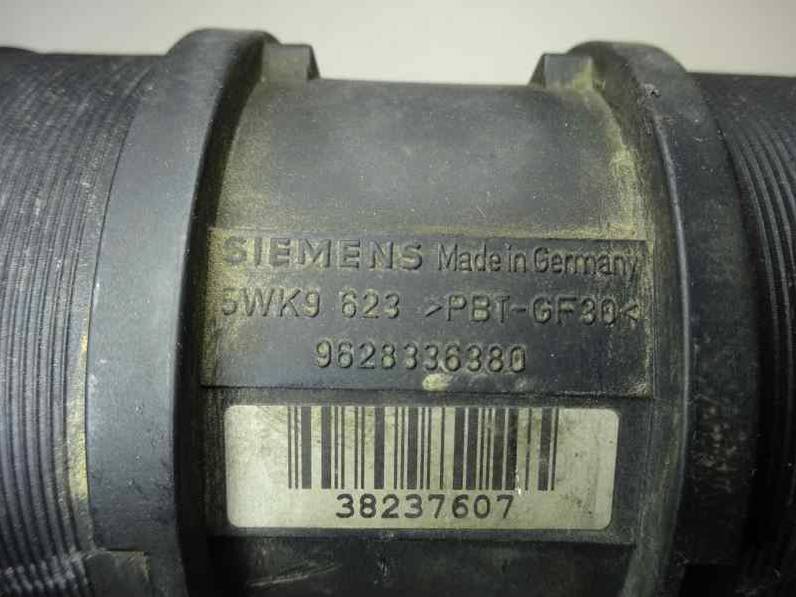 SIEMENS Made in Germany
5WK9 623 >PBT-GF30<
9628336380
38237607